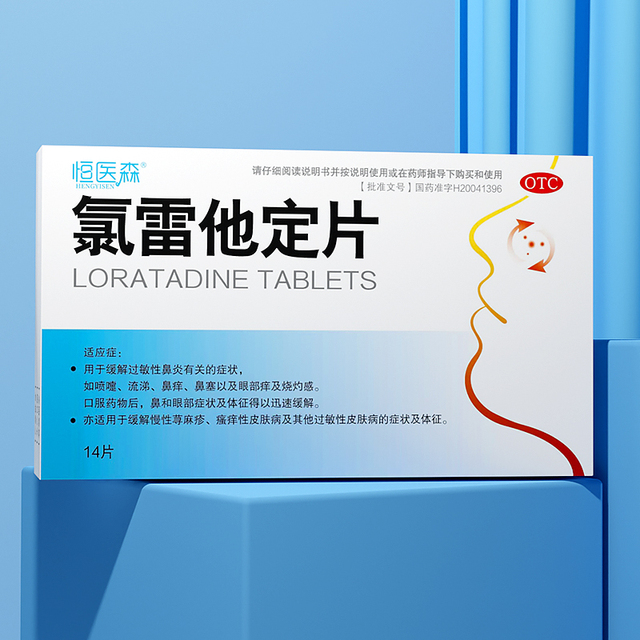 恒医森®
HENGYISEN
请仔细阅读说明书并按说明使用或在药师指导下购买和使用
【批准文号】国药准字H20041396
OTC
氯雷他定片
LORATADINE TABLETS
适应症：
● 用于缓解过敏性鼻炎有关的症状，
如喷嚏、流涕、鼻痒、鼻塞以及眼部痒及烧灼感。
口服药物后，鼻和眼部症状及体征得以迅速缓解。
● 亦适用于缓解慢性荨麻疹、瘙痒性皮肤病及其他过敏性皮肤病的症状及体征。
14片